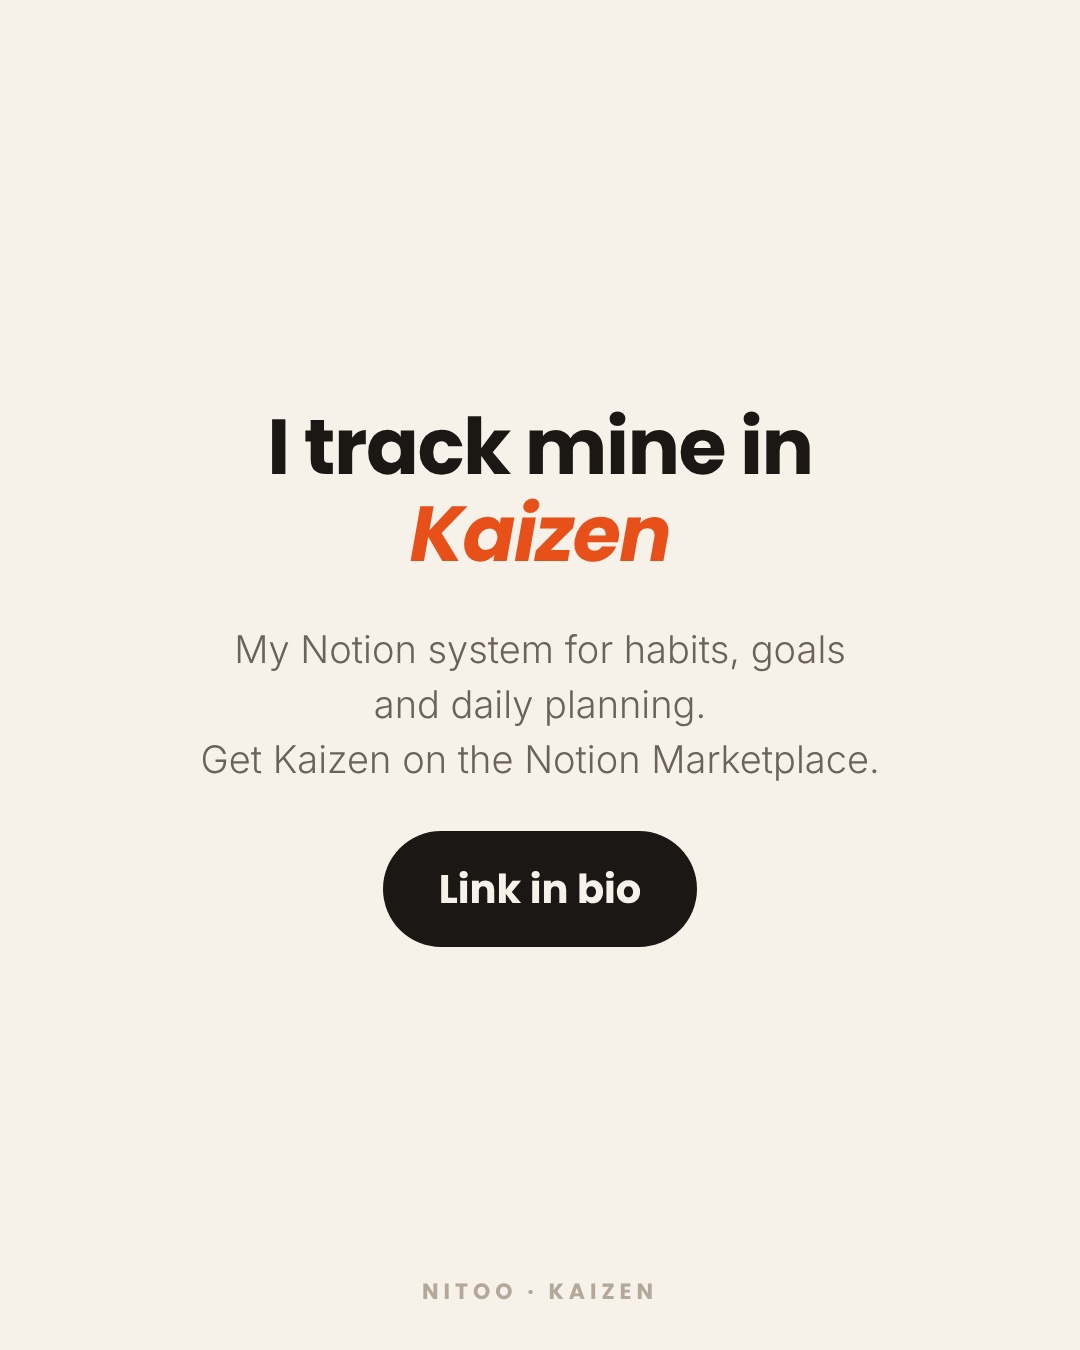 I track mine in
Kaizen
My Notion system for habits, goals
and daily planning.
Get Kaizen on the Notion Marketplace.
Link in bio
NITOO · KAIZEN